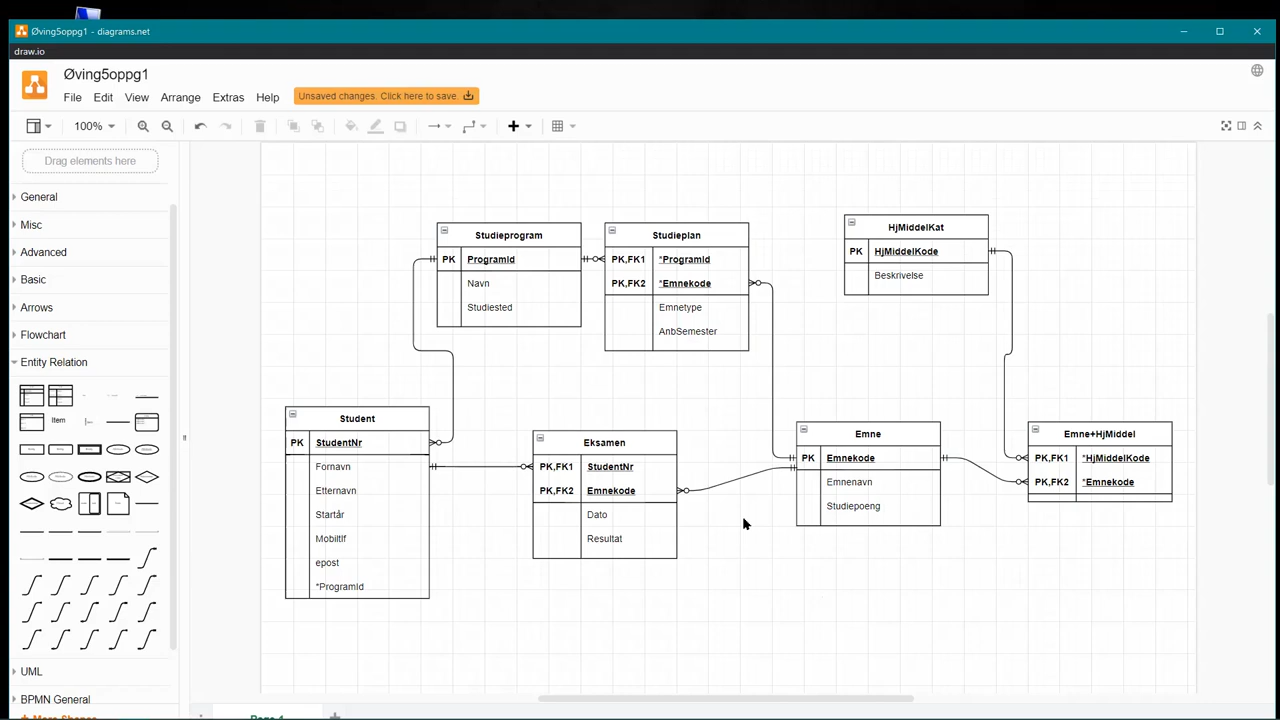 Øving5oppg1 - diagrams.net
draw.io
Øving5oppg1
File Edit View Arrange Extras Help
Unsaved changes. Click here to save.
100%
Drag elements here
General
Misc
Advanced
Basic
Arrows
Flowchart
Entity Relation
Item
UML
BPMN General
Studieprogram
PK ProgramId
Navn
Studiested
Studieplan
PK,FK1 *ProgramId
PK,FK2 *Emnekode
Emnetype
AnbSemester
HjMiddelKat
PK HjMiddelKode
Beskrivelse
Student
PK StudentNr
Fornavn
Etternavn
Startår
Mobiltlf
epost
*ProgramId
Eksamen
PK,FK1 StudentNr
PK,FK2 Emnekode
Dato
Resultat
Emne
PK Emnekode
Emnenavn
Studiepoeng
Emne+HjMiddel
PK,FK1 *HjMiddelKode
PK,FK2 *Emnekode
+ More Shapes
Page-1